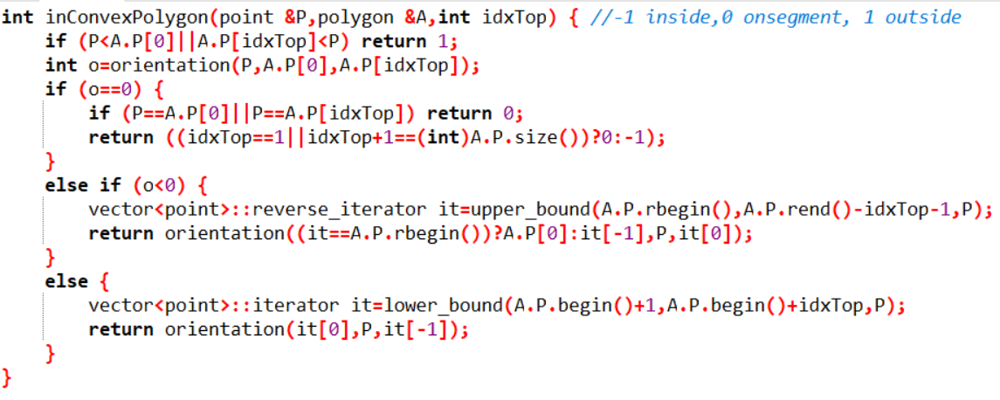 int inConvexPolygon(point &P,polygon &A,int idxTop) { //-1 inside,0 onsegment, 1 outside
    if (P<A.P[0]||A.P[idxTop]<P) return 1;
    int o=orientation(P,A.P[0],A.P[idxTop]);
    if (o==0) {
        if (P==A.P[0]||P==A.P[idxTop]) return 0;
        return ((idxTop==1||idxTop+1==(int)A.P.size())?0:-1);
    }
    else if (o<0) {
        vector<point>::reverse_iterator it=upper_bound(A.P.rbegin(),A.P.rend()-idxTop-1,P);
        return orientation((it==A.P.rbegin())?A.P[0]:it[-1],P,it[0]);
    }
    else {
        vector<point>::iterator it=lower_bound(A.P.begin()+1,A.P.begin()+idxTop,P);
        return orientation(it[0],P,it[-1]);
    }
}